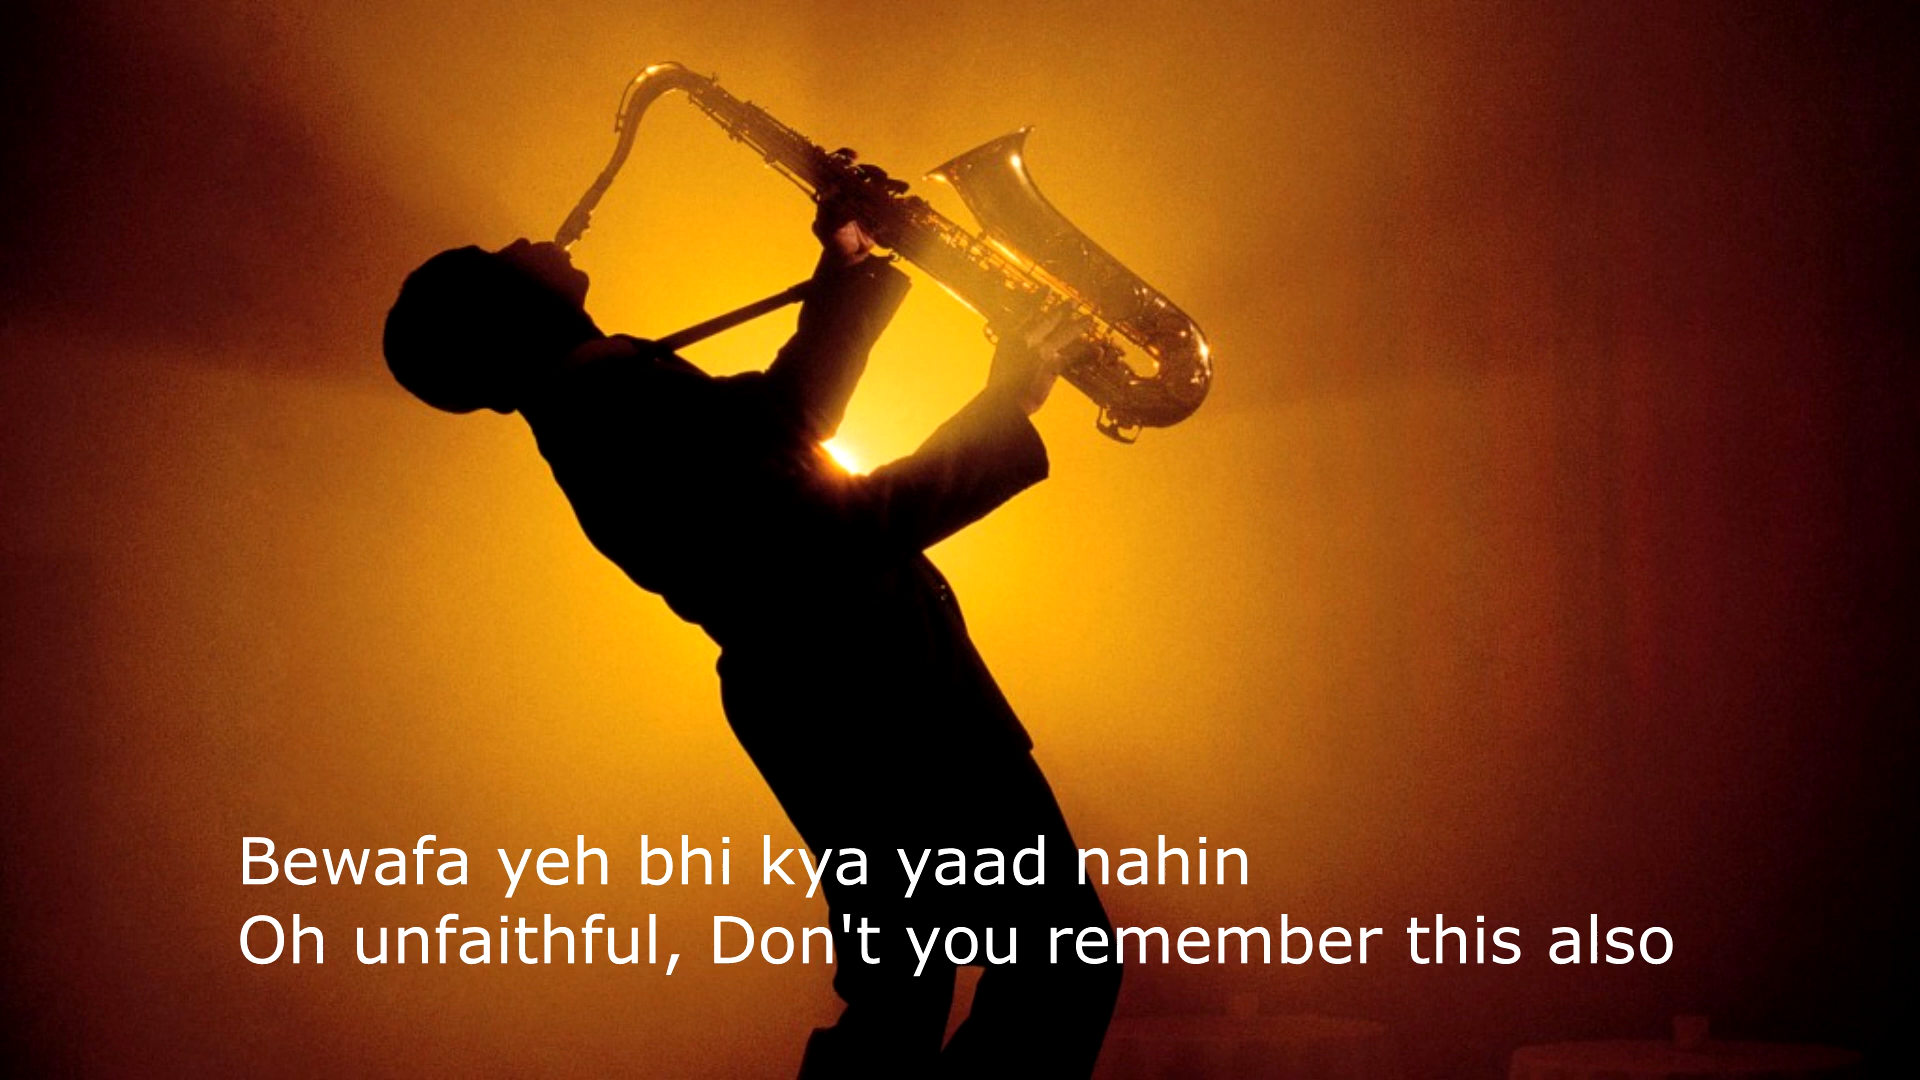 Bewafa yeh bhi kya yaad nahin
Oh unfaithful, Don't you remember this also